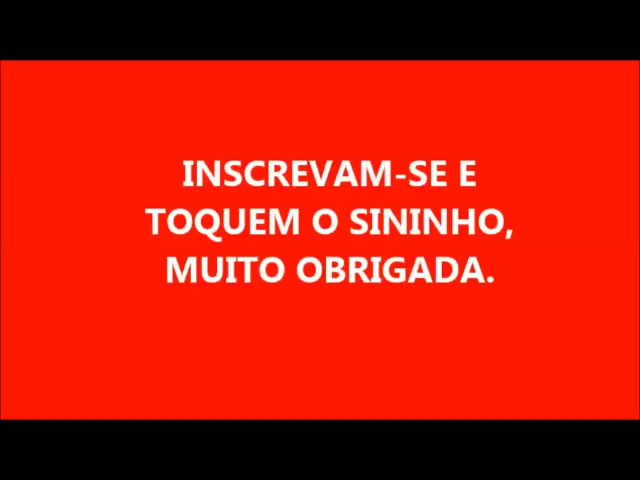 INSCREVAM-SE E
TOQUEM O SININHO,
MUITO OBRIGADA.